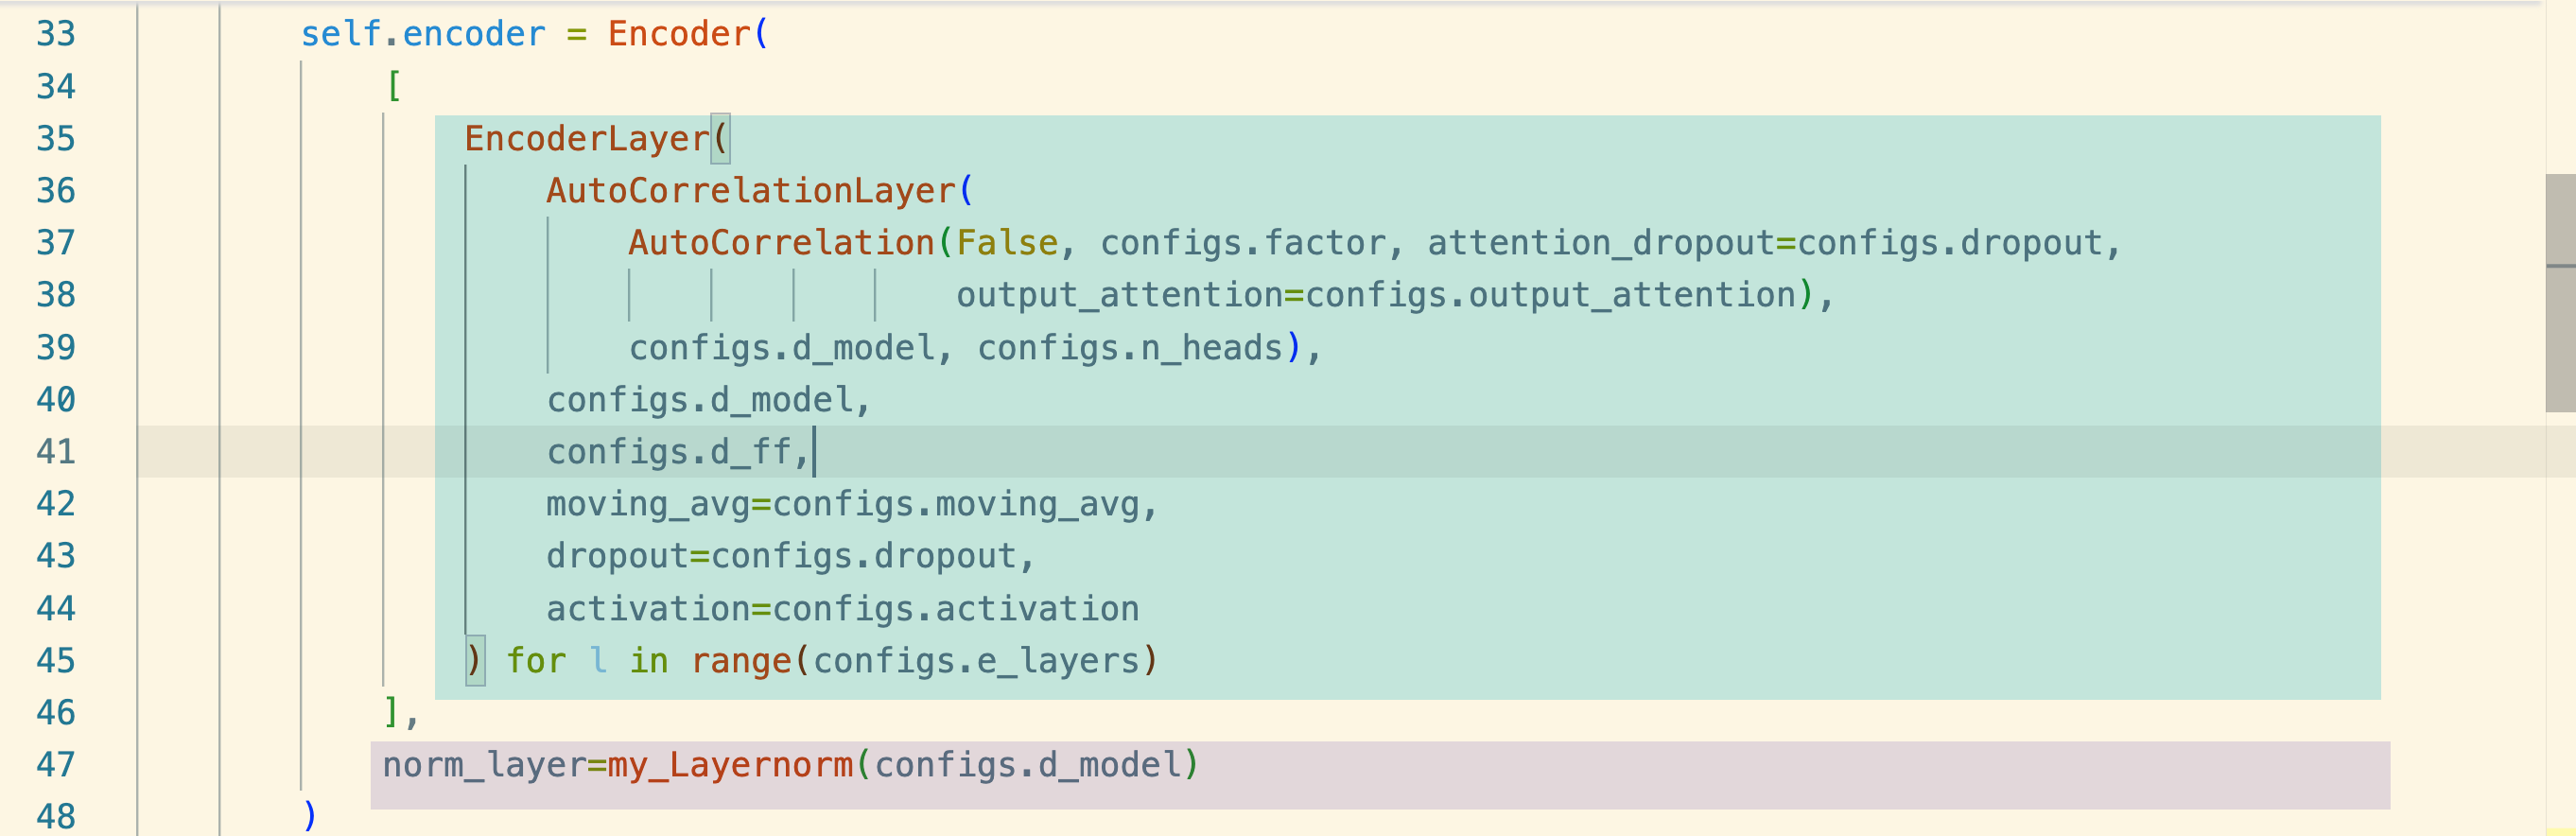 33 self.encoder = Encoder(
34 [
35 EncoderLayer(
36 AutoCorrelationLayer(
37 AutoCorrelation(False, configs.factor, attention_dropout=configs.dropout,
38 output_attention=configs.output_attention),
39 configs.d_model, configs.n_heads),
40 configs.d_model,
41 configs.d_ff,
42 moving_avg=configs.moving_avg,
43 dropout=configs.dropout,
44 activation=configs.activation
45 ) for l in range(configs.e_layers)
46 ],
47 norm_layer=my_Layernorm(configs.d_model)
48 )